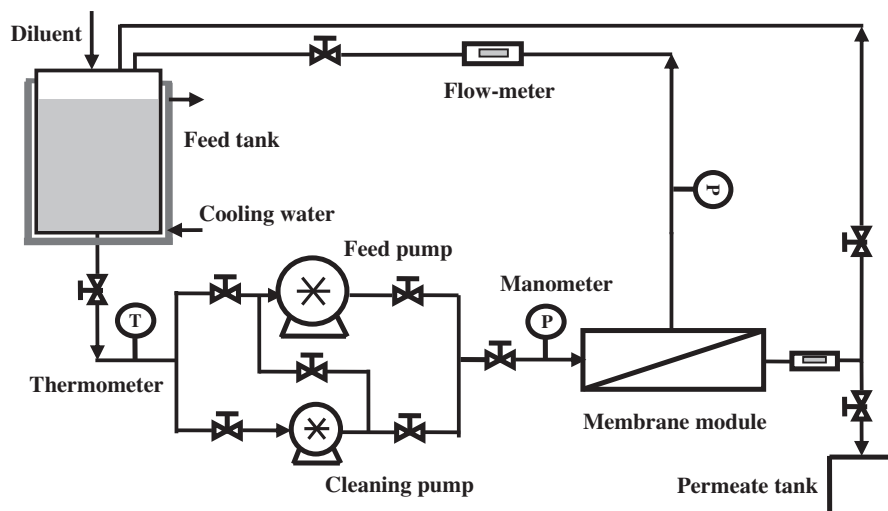 Diluent
Flow-meter
Feed tank
P
Cooling water
Feed pump
Manometer
T
P
Thermometer
Membrane module
Cleaning pump
Permeate tank